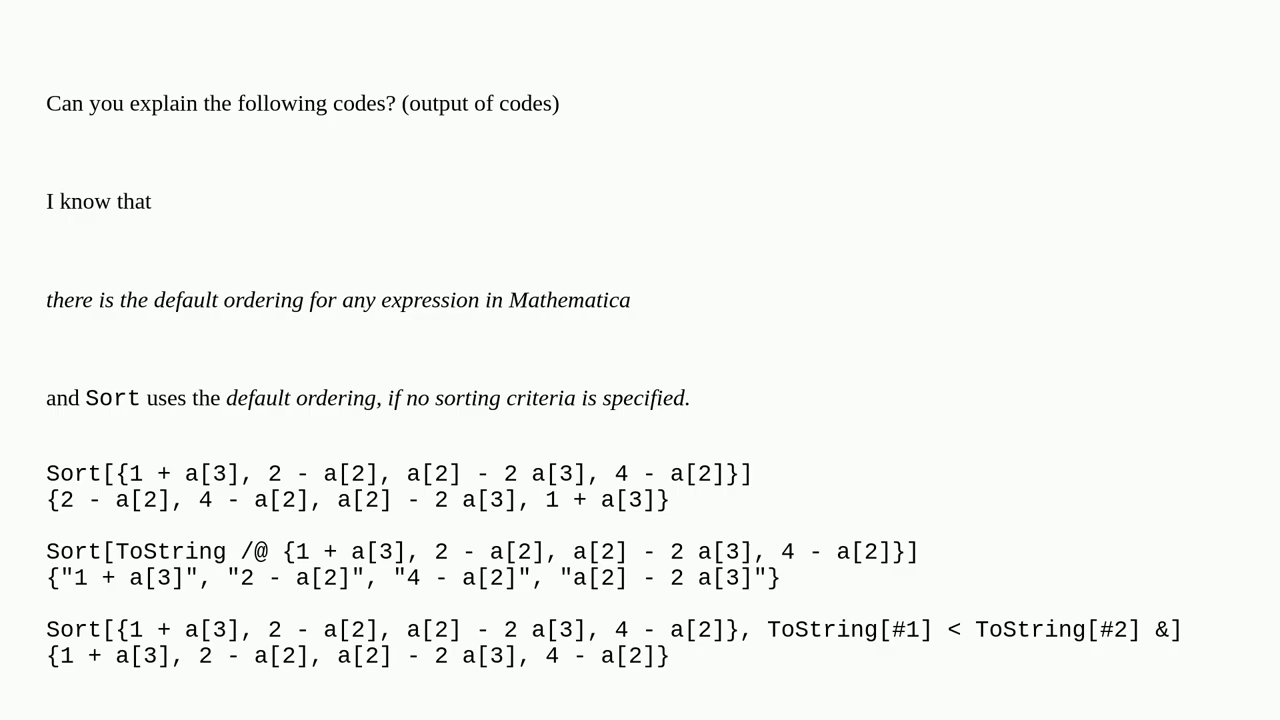 Can you explain the following codes? (output of codes)
I know that
there is the default ordering for any expression in Mathematica
and Sort uses the default ordering, if no sorting criteria is specified.
Sort[{1 + a[3], 2 - a[2], a[2] - 2 a[3], 4 - a[2]}]
{2 - a[2], 4 - a[2], a[2] - 2 a[3], 1 + a[3]}
Sort[ToString /@ {1 + a[3], 2 - a[2], a[2] - 2 a[3], 4 - a[2]}]
{"1 + a[3]", "2 - a[2]", "4 - a[2]", "a[2] - 2 a[3]"}
Sort[{1 + a[3], 2 - a[2], a[2] - 2 a[3], 4 - a[2]}, ToString[#1] < ToString[#2] &]
{1 + a[3], 2 - a[2], a[2] - 2 a[3], 4 - a[2]}